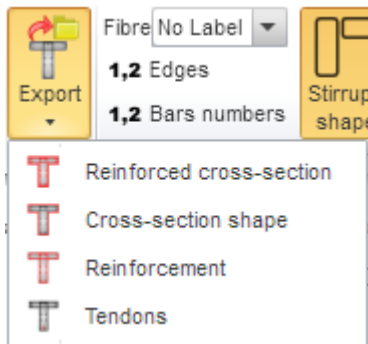 Fibre No Label
1,2 Edges
Export
1,2 Bars numbers
Stirrup
shape
Reinforced cross-section
Cross-section shape
Reinforcement
Tendons